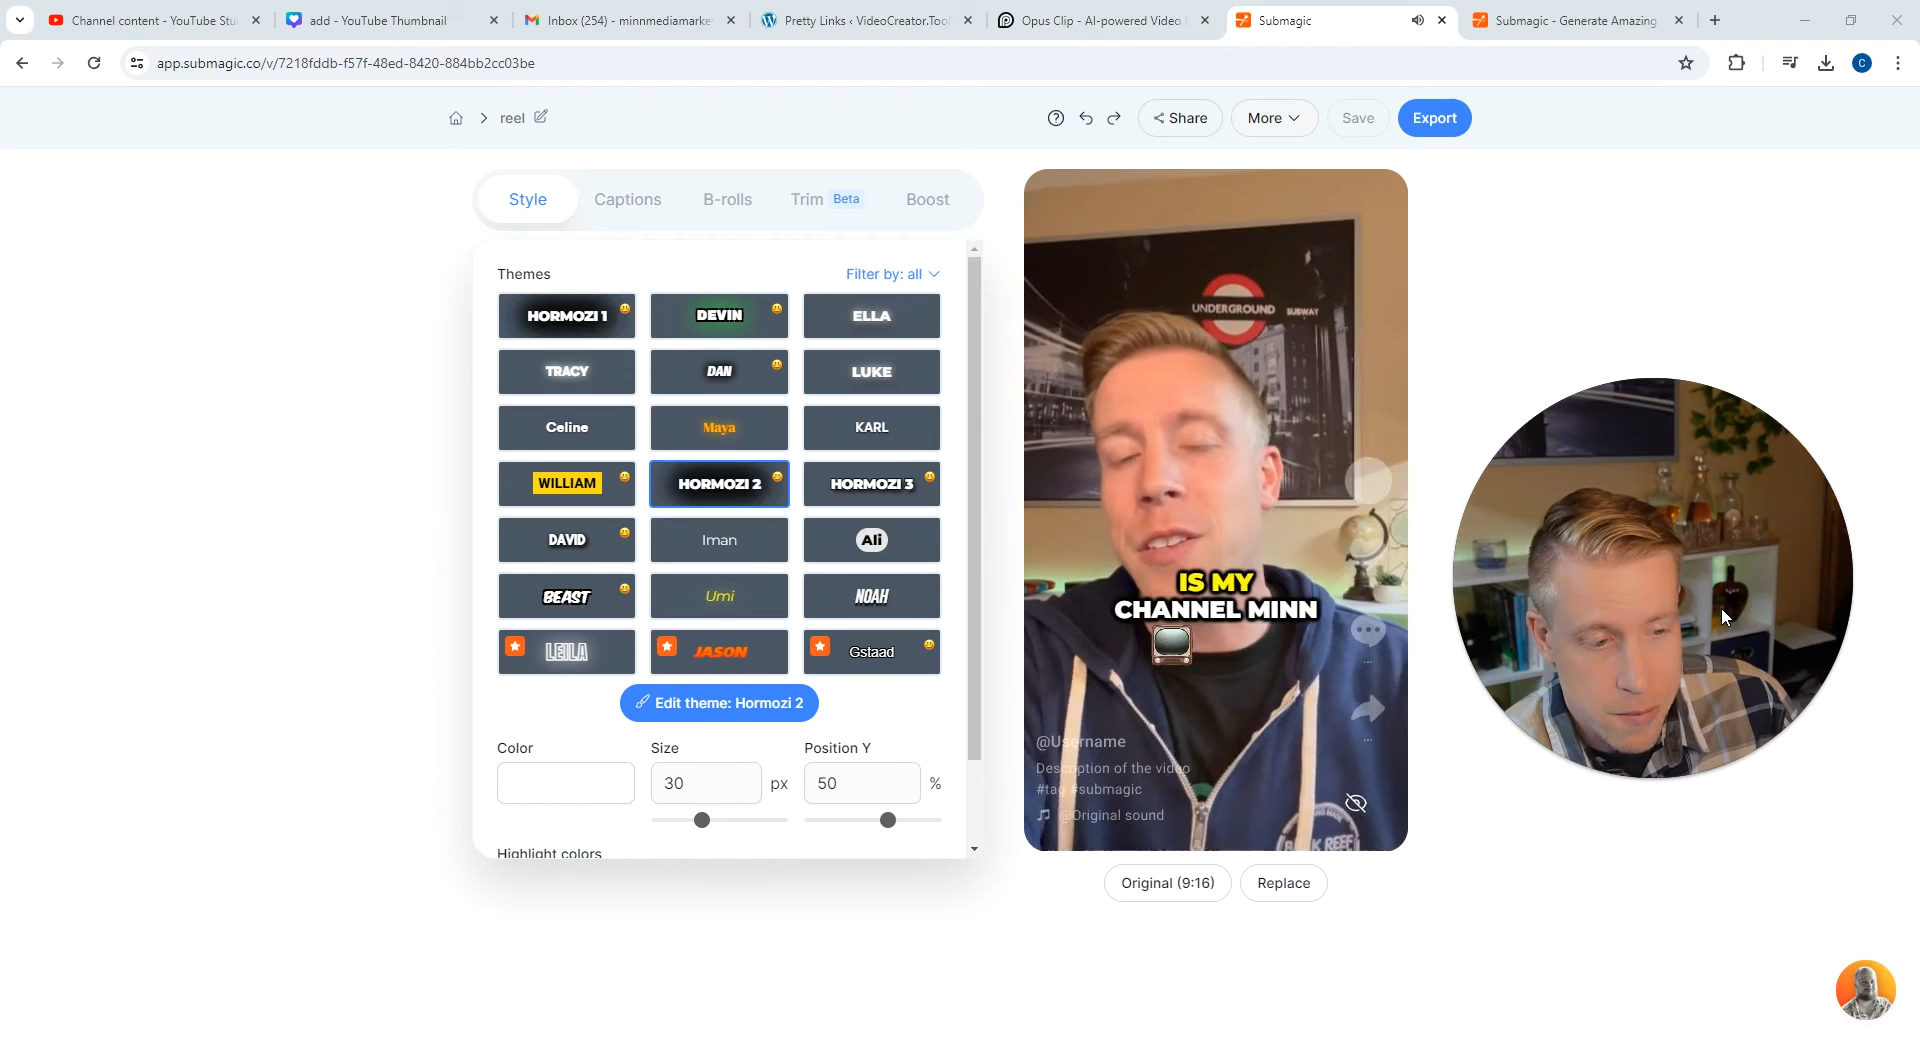 Channel content - YouTube Stu
add - YouTube Thumbnail
Inbox (254) - minnmediamarke
Pretty Links ‹ VideoCreator.Tool
Opus Clip - AI-powered Video
Submagic
Submagic - Generate Amazing
app.submagic.co/v/7218fddb-f57f-48ed-8420-884bb2cc03be
C
reel
Share
More
Save
Export
Style
Captions
B-rolls
Trim Beta
Boost
Themes
Filter by: all
HORMOZI 1
DEVIN
ELLA
TRACY
DAN
LUKE
Celine
Maya
KARL
WILLIAM
HORMOZI 2
HORMOZI 3
DAVID
Iman
Ali
BEAST
Umi
NOAH
LEILA
JASON
Gstaad
Edit theme: Hormozi 2
Color
Size
Position Y
30 px
50 %
Highlight colors
UNDERGROUND SUBWAY
IS MY
CHANNEL MINN
...
...
@Username
Description of the video
#tag #submagic
@Original sound
Original (9:16)
Replace